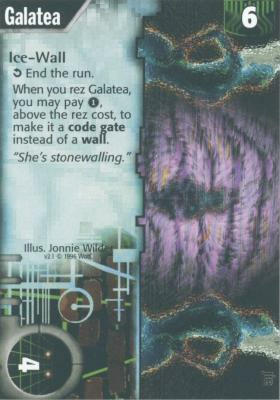 Galatea
6
Ice-Wall
End the run.
When you rez Galatea,
you may pay 1,
above the rez cost, to
make it a code gate
instead of a wall.
"She's stonewalling."
Illus. Jonnie Wilder
v2.1 © 1996 WotC
4